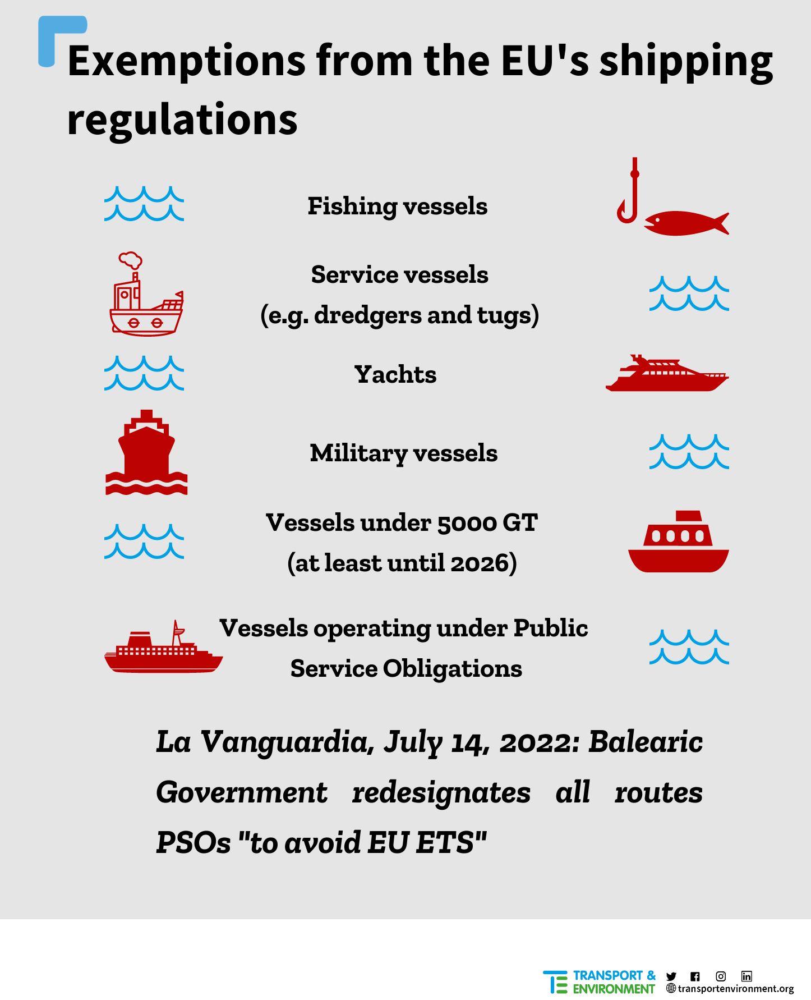 Exemptions from the EU's shipping
regulations
Fishing vessels
Service vessels
(e.g. dredgers and tugs)
Yachts
Military vessels
Vessels under 5000 GT
(at least until 2026)
Vessels operating under Public
Service Obligations
La Vanguardia, July 14, 2022: Balearic
Government redesignates all routes
PSOs "to avoid EU ETS"
TRANSPORT &
ENVIRONMENT
transportenvironment.org